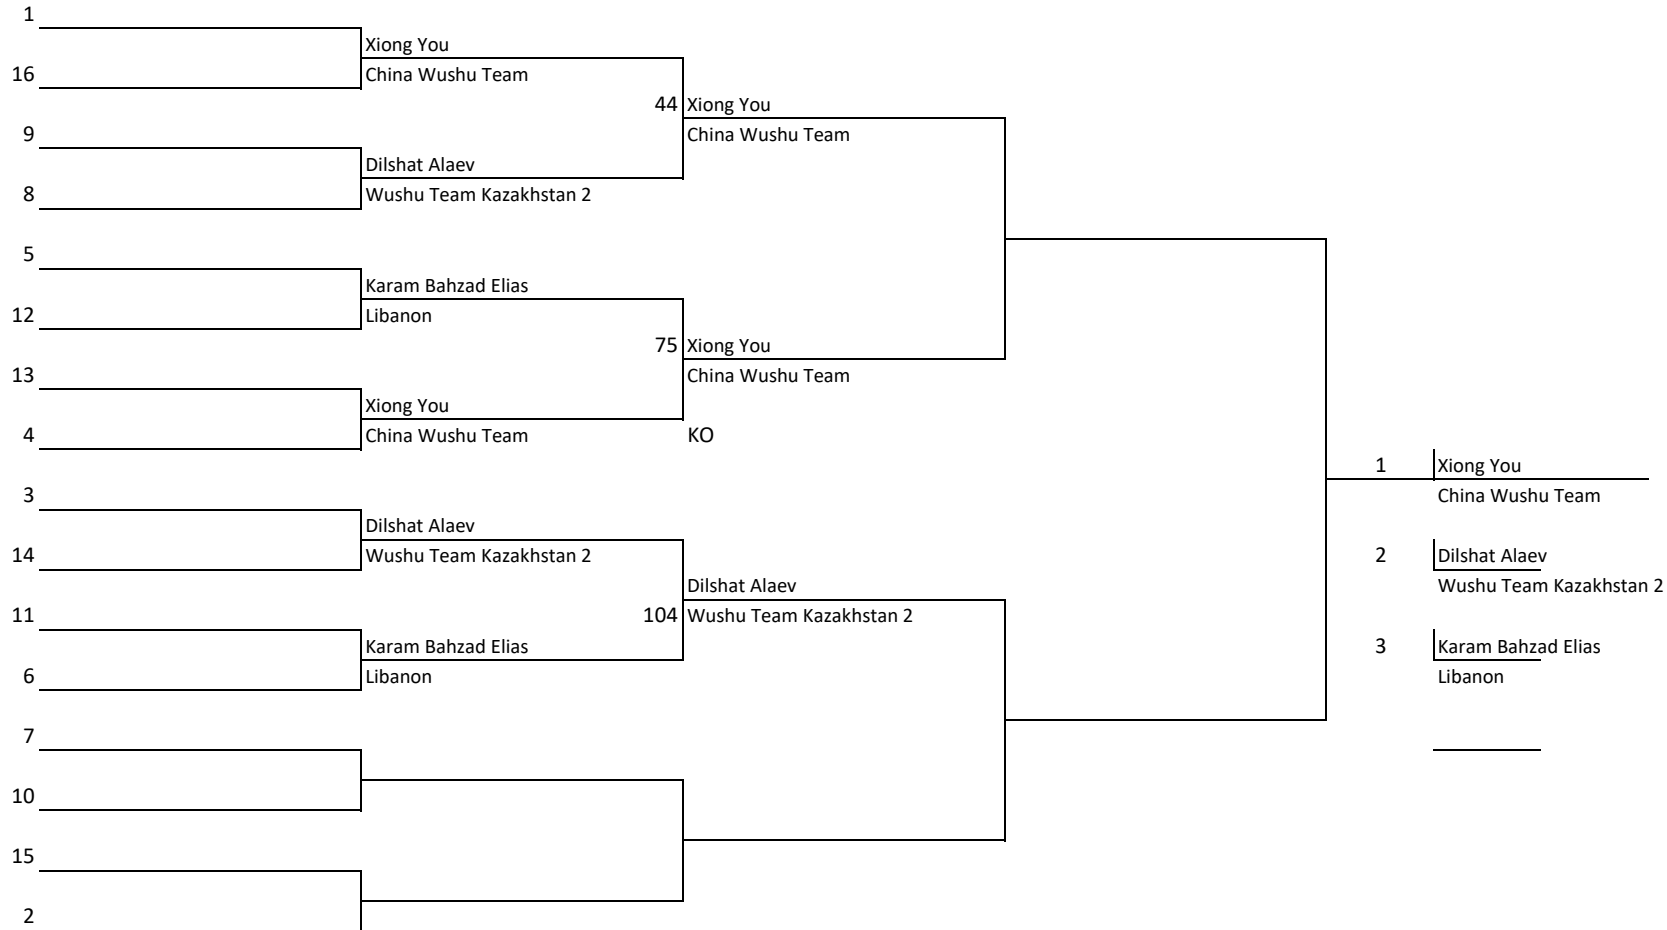 1
Xiong You
16
China Wushu Team
44 Xiong You
9
China Wushu Team
Dilshat Alaev
8
Wushu Team Kazakhstan 2
5
Karam Bahzad Elias
12
Libanon
75 Xiong You
13
China Wushu Team
Xiong You
4
China Wushu Team
KO
1 Xiong You
3
China Wushu Team
Dilshat Alaev
14
Wushu Team Kazakhstan 2
2 Dilshat Alaev
Dilshat Alaev
Wushu Team Kazakhstan 2
11
104 Wushu Team Kazakhstan 2
Karam Bahzad Elias
3 Karam Bahzad Elias
6
Libanon
Libanon
7
10
15
2